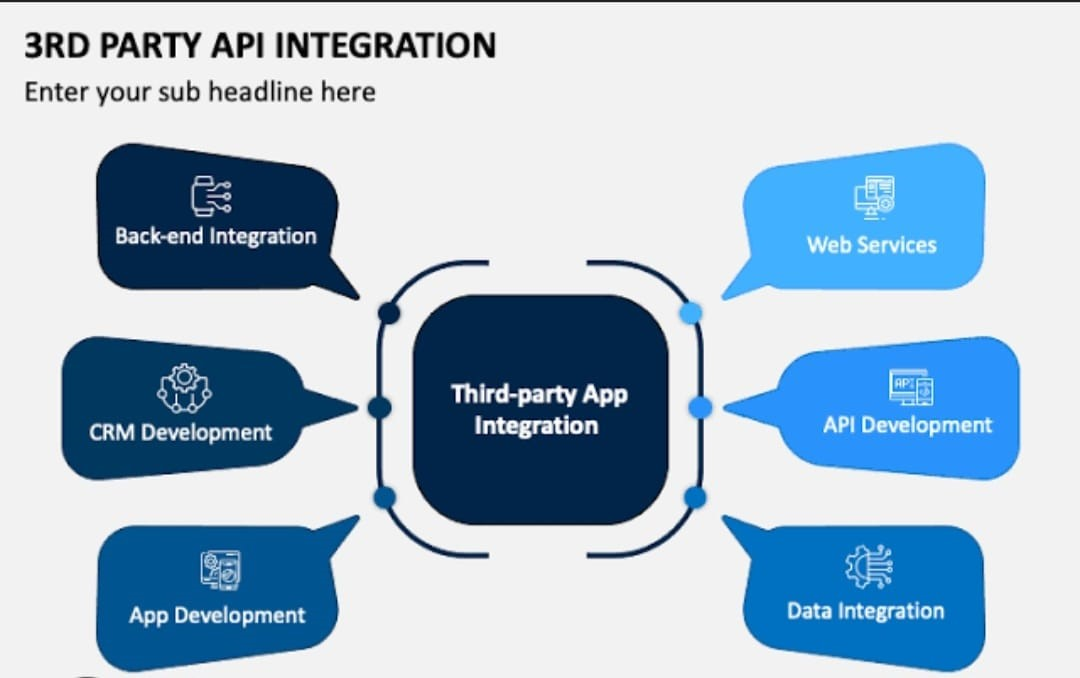 3RD PARTY API INTEGRATION
Enter your sub headline here
Back-end Integration
Web Services
CRM Development
Third-party App
Integration
API
API Development
App Development
Data Integration